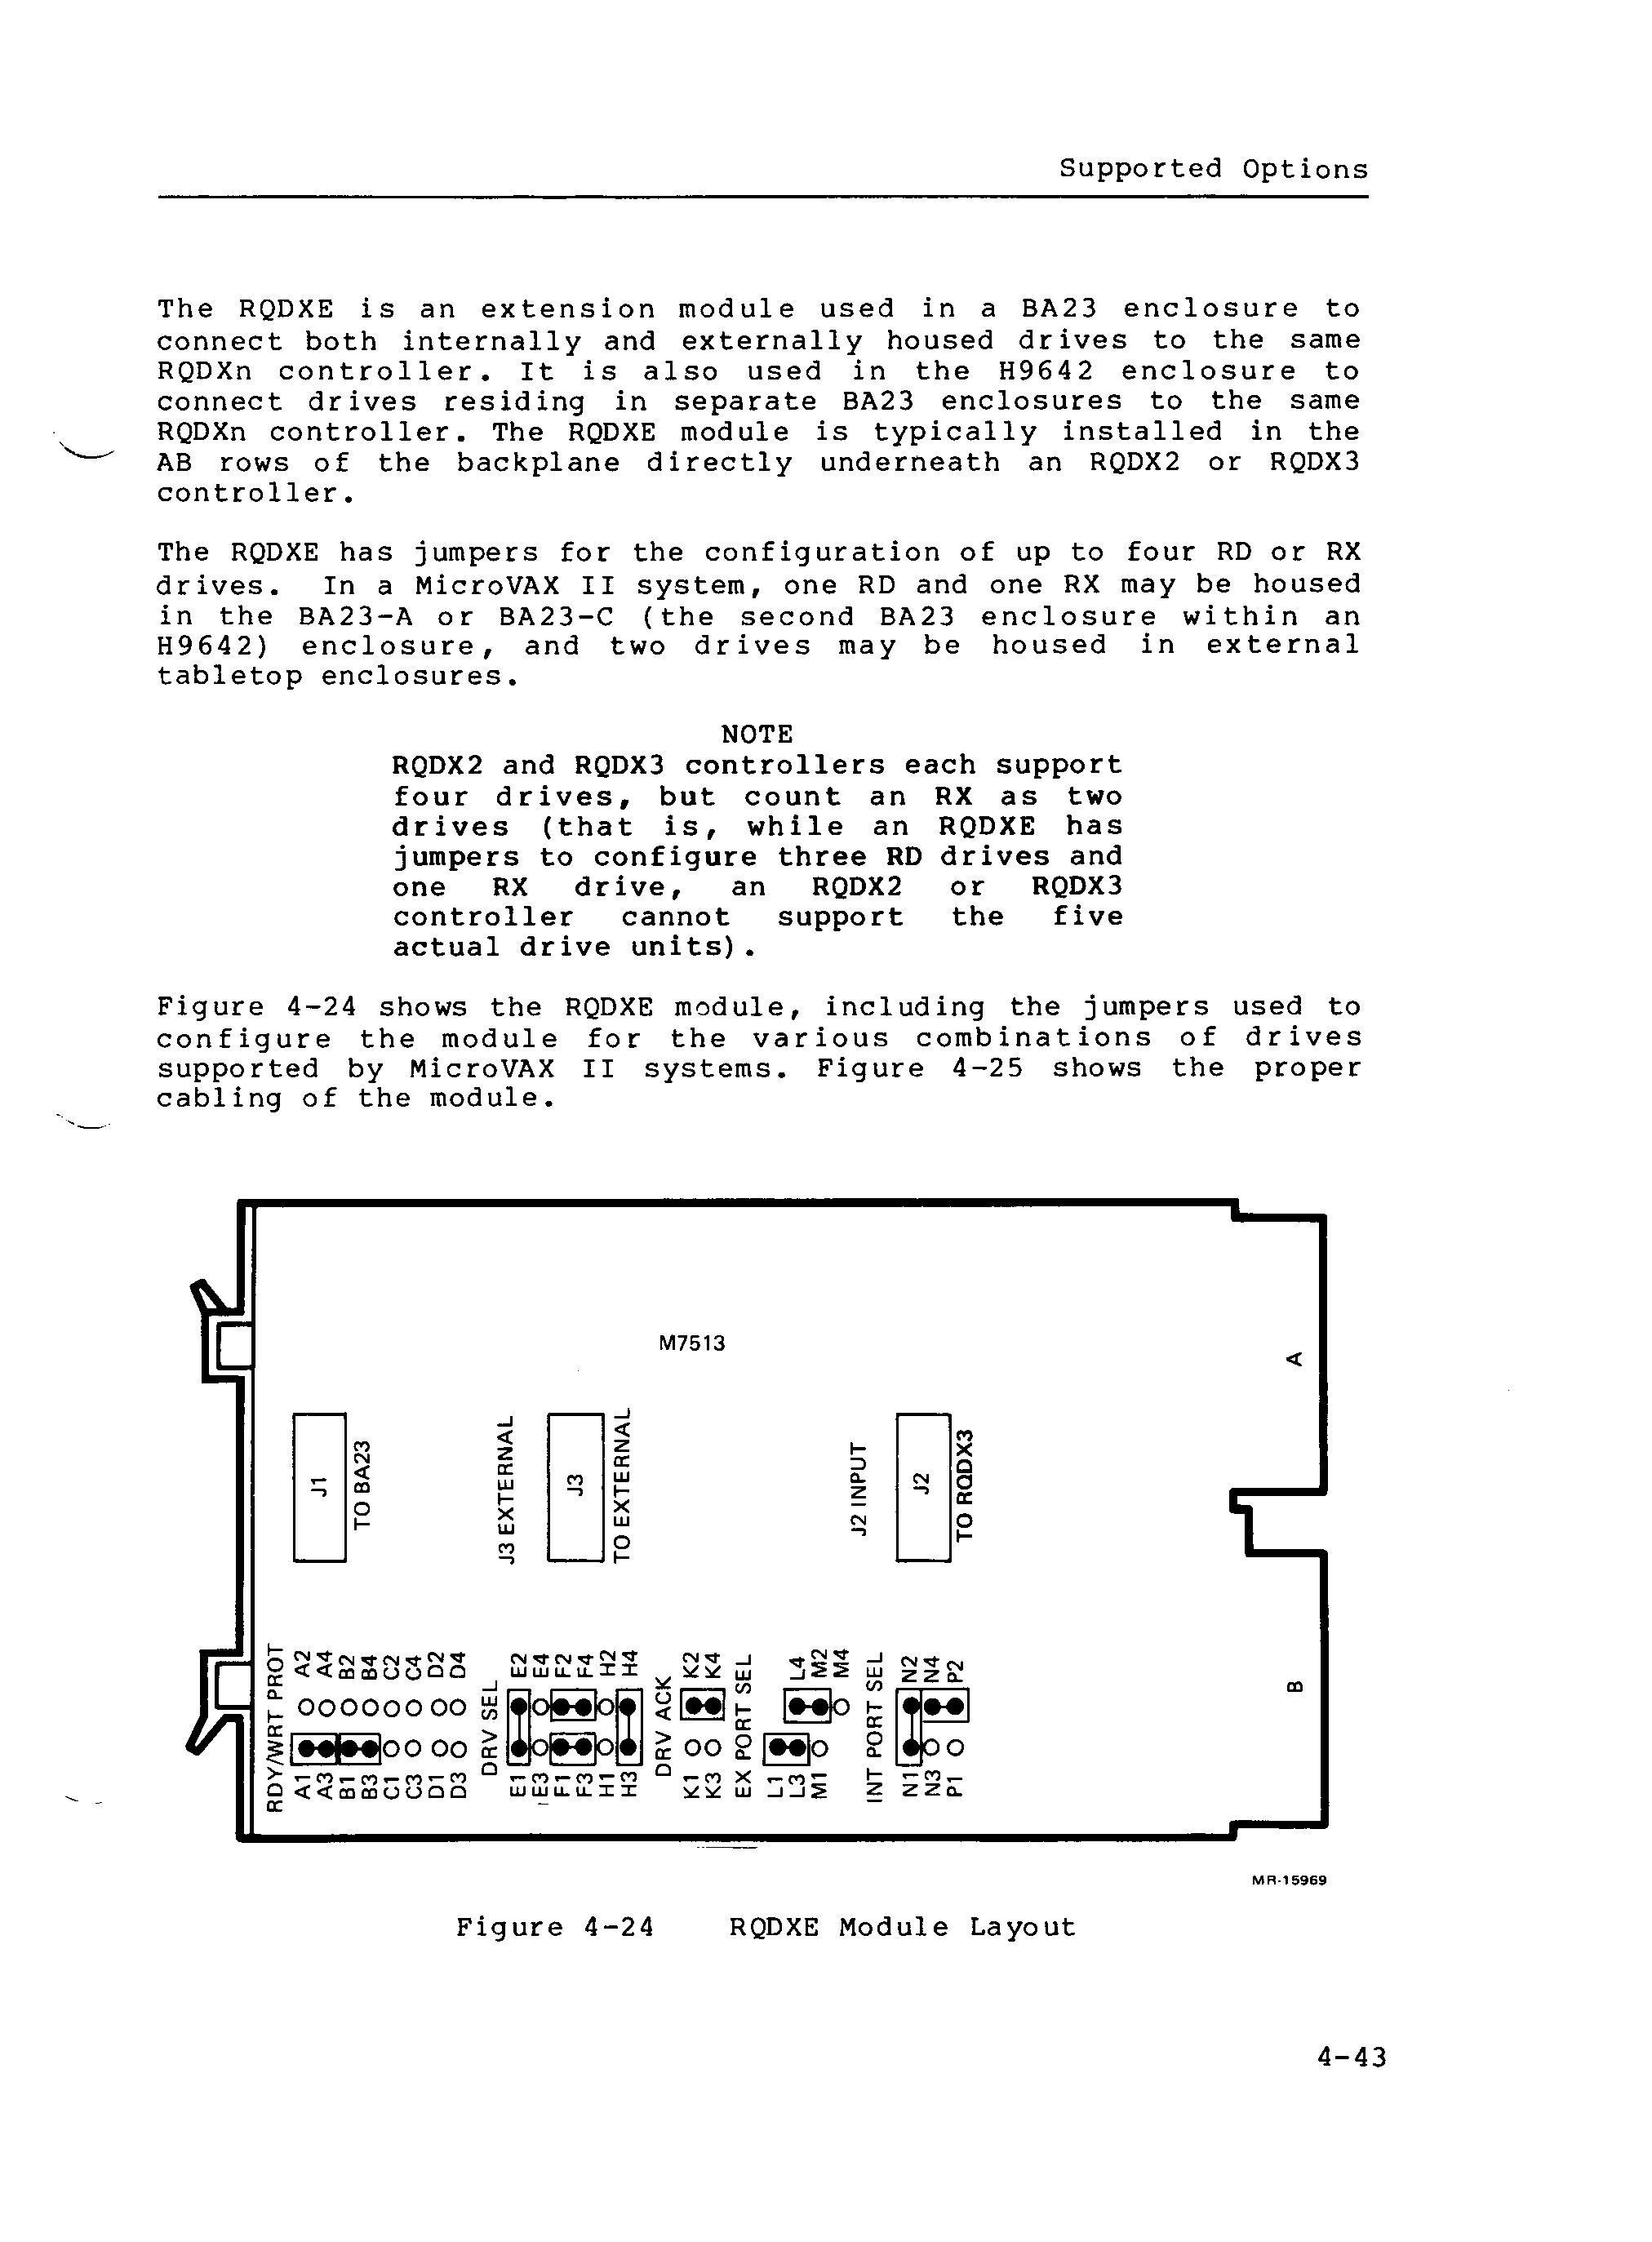 Supported Options
The RQDXE is an extension module used in a BA23 enclosure to
connect both internally and externally housed drives to the same
RQDXn controller. It is also used in the H9642 enclosure to
connect drives residing in separate BA23 enclosures to the same
RQDXn controller. The RQDXE module is typically installed in the
AB rows of the backplane directly underneath an RQDX2 or RQDX3
controller.
The RQDXE has jumpers for the configuration of up to four RD or RX
drives. In a MicroVAX II system, one RD and one RX may be housed
in the BA23-A or BA23-C (the second BA23 enclosure within an
H9642) enclosure, and two drives may be housed in external
tabletop enclosures.
NOTE
RQDX2 and RQDX3 controllers each support
four drives, but count an RX as two
drives (that is, while an RQDXE has
jumpers to configure three RD drives and
one RX drive, an RQDX2 or RQDX3
controller cannot support the five
actual drive units).
Figure 4-24 shows the RQDXE module, including the jumpers used to
configure the module for the various combinations of drives
supported by MicroVAX II systems. Figure 4-25 shows the proper
cabling of the module.
M7513
A
J1
TO BA23
J3 EXTERNAL
J3
TO EXTERNAL
J2 INPUT
J2
TO RQDX3
B
RDY/WRT PROT
A2 A4 B2 B4 C2 C4 D2 D4
A1 A3 B1 B3 C1 C3 D1 D3
DRV SEL
E2 E4 F2 F4 H2 H4
E1 E3 F1 F3 H1 H3
DRV ACK
K2 K4
K1 K3
EX PORT SEL
L4 M2 M4
L1 L3 M1
INT PORT SEL
N2 N4 P2
N1 N3 P1
MR-15969
Figure 4-24 RQDXE Module Layout
4-43